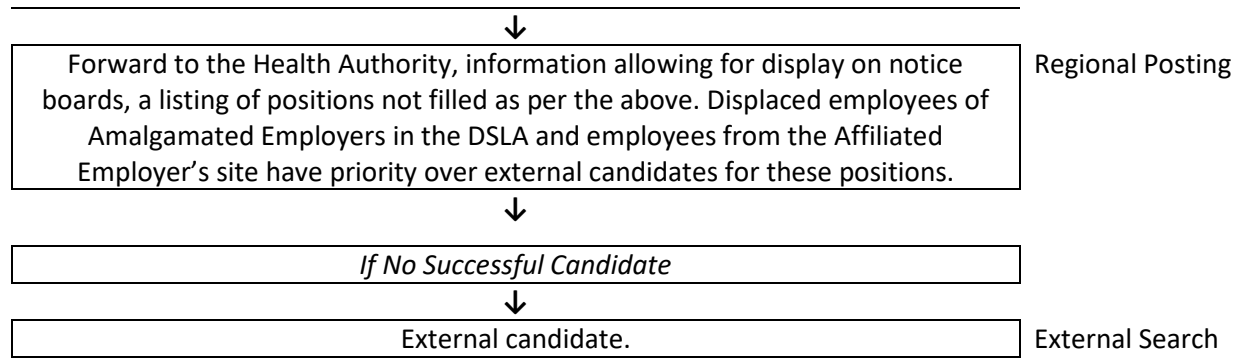 ↓
Forward to the Health Authority, information allowing for display on notice
Regional Posting
boards, a listing of positions not filled as per the above. Displaced employees of
Amalgamated Employers in the DSLA and employees from the Affiliated
Employer’s site have priority over external candidates for these positions.
↓
If No Successful Candidate
↓
External candidate.
External Search